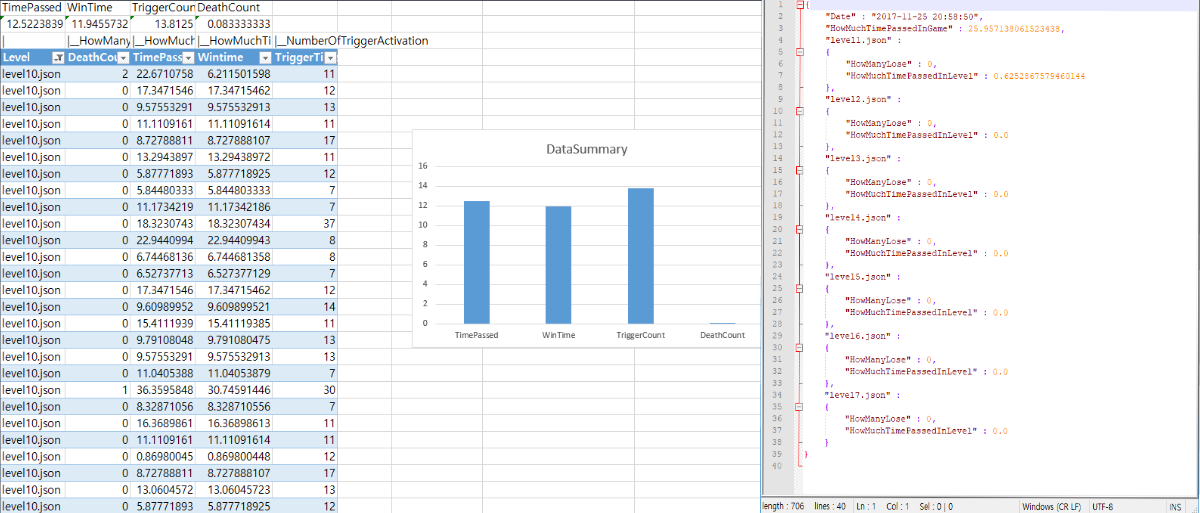 TimePassed WinTime TriggerCoun DeathCount
12.5223839 11.9455732 13.8125 0.083333333
| |__HowMany |__HowMuch |__HowMuchTi |__NumberOfTriggerActivation
Level DeathCou TimePass Wintime TriggerTi
level10.json 2 22.6710758 6.211501598 11
level10.json 0 17.3471546 17.34715462 12
level10.json 0 9.57553291 9.575532913 13
level10.json 0 11.1109161 11.11091614 11
level10.json 0 8.72788811 8.727888107 17
level10.json 0 13.2943897 13.29438972 11
level10.json 0 5.87771893 5.877718925 12
level10.json 0 5.84480333 5.844803333 7
level10.json 0 11.1734219 11.17342186 7
level10.json 0 18.3230743 18.32307434 37
level10.json 0 22.9440994 22.94409943 8
level10.json 0 6.74468136 6.744681358 8
level10.json 0 6.52737713 6.527377129 7
level10.json 0 17.3471546 17.34715462 12
level10.json 0 9.60989952 9.609899521 14
level10.json 0 15.4111939 15.41119385 11
level10.json 0 9.79108048 9.791080475 13
level10.json 0 9.57553291 9.575532913 13
level10.json 0 11.0405388 11.04053879 7
level10.json 1 36.3595848 30.74591446 30
level10.json 0 8.32871056 8.328710556 7
level10.json 0 16.3689861 16.36898613 11
level10.json 0 11.1109161 11.11091614 11
level10.json 0 0.86980045 0.869800448 12
level10.json 0 8.72788811 8.727888107 17
level10.json 0 13.0604572 13.06045723 13
level10.json 0 5.87771893 5.877718925 12
DataSummary
16
14
12
10
8
6
4
2
0
TimePassed WinTime TriggerCount DeathCount
1 {
2 "Date" : "2017-11-25 20:58:50",
3 "HowMuchTimePassedInGame" : 25.957138061523438,
4 "level1.json" :
5 {
6 "HowManyLose" : 0,
7 "HowMuchTimePassedInLevel" : 0.6252867579460144
8 },
9 "level2.json" :
10 {
11 "HowManyLose" : 0,
12 "HowMuchTimePassedInLevel" : 0.0
13 },
14 "level3.json" :
15 {
16 "HowManyLose" : 0,
17 "HowMuchTimePassedInLevel" : 0.0
18 },
19 "level4.json" :
20 {
21 "HowManyLose" : 0,
22 "HowMuchTimePassedInLevel" : 0.0
23 },
24 "level5.json" :
25 {
26 "HowManyLose" : 0,
27 "HowMuchTimePassedInLevel" : 0.0
28 },
29 "level6.json" :
30 {
31 "HowManyLose" : 0,
32 "HowMuchTimePassedInLevel" : 0.0
33 },
34 "level7.json" :
35 {
36 "HowManyLose" : 0,
37 "HowMuchTimePassedInLevel" : 0.0
38 }
39 }
40
length : 706 lines : 40 Ln : 1 Col : 1 Sel : 0 | 0 Windows (CR LF) UTF-8 INS